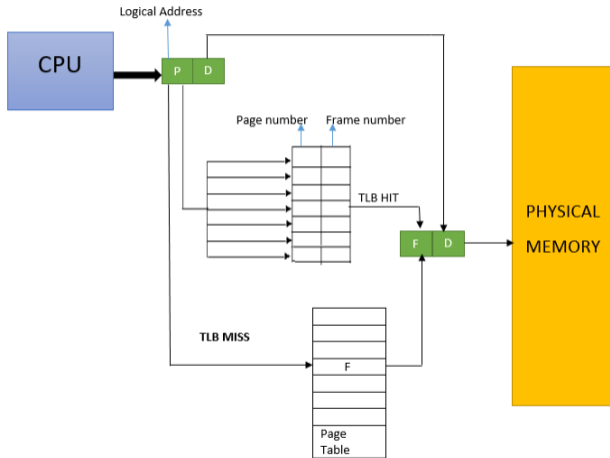 Logical Address
CPU
P D
Page number Frame number
TLB HIT
F D
PHYSICAL
MEMORY
TLB MISS
F
Page
Table